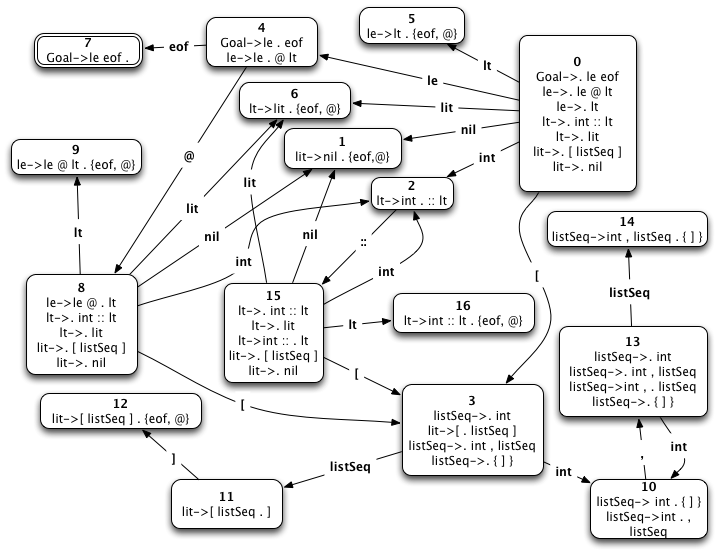 5
le->lt . {eof, @}
4
Goal->le . eof
le->le . @ lt
7
Goal->le eof .
eof
0
Goal->. le eof
le->. le @ lt
le->. lt
lt->. int :: lt
lt->. lit
lit->. [ listSeq ]
lit->. nil
lt
le
6
lt->lit . {eof, @}
lit
1
lit->nil . {eof,@}
nil
9
le->le @ lt . {eof, @}
@
int
2
lt->int . :: lt
lit
lit
14
listSeq->int , listSeq . { ] }
lt
nil
nil
int
::
int
[
8
le->le @ . lt
lt->. int :: lt
lt->. lit
lit->. [ listSeq ]
lit->. nil
15
lt->. int :: lt
lt->. lit
lt->int :: . lt
lit->. [ listSeq ]
lit->. nil
listSeq
16
lt->int :: lt . {eof, @}
lt
13
listSeq->. int
listSeq->. int , listSeq
listSeq->int , . listSeq
listSeq->. { ] }
[
3
listSeq->. int
lit->[ . listSeq ]
listSeq->. int , listSeq
listSeq->. { ] }
12
lit->[ listSeq ] . {eof, @}
[
]
listSeq
int
,
int
11
lit->[ listSeq . ]
10
listSeq-> int . { ] }
listSeq->int . ,
listSeq